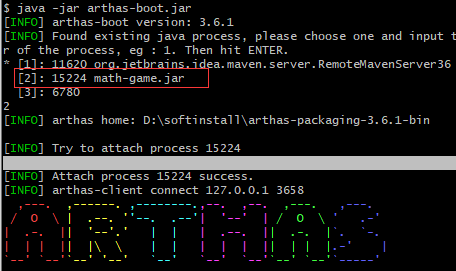 $ java -jar arthas-boot.jar
[INFO] arthas-boot version: 3.6.1
[INFO] Found existing java process, please choose one and input t
r of the process, eg : 1. Then hit ENTER.
* [1]: 11620 org.jetbrains.idea.maven.server.RemoteMavenServer36
[2]: 15224 math-game.jar
[3]: 6780
2
[INFO] arthas home: D:\softinstall\arthas-packaging-3.6.1-bin
[INFO] Try to attach process 15224
[INFO] Attach process 15224 success.
[INFO] arthas-client connect 127.0.0.1 3658
ARTHAS